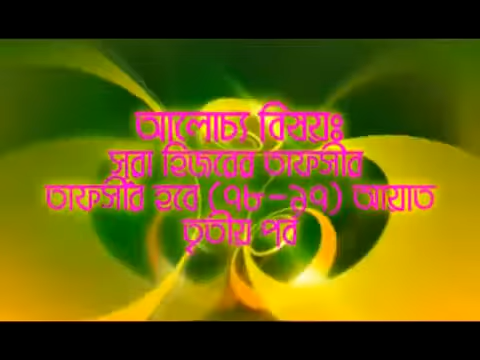 আলোচ্য বিষয়ঃ
সূরা হিজরের তাফসীর
তাফসীর হবে (৭৮-৯৭) আয়াত
তৃতীয় পর্ব